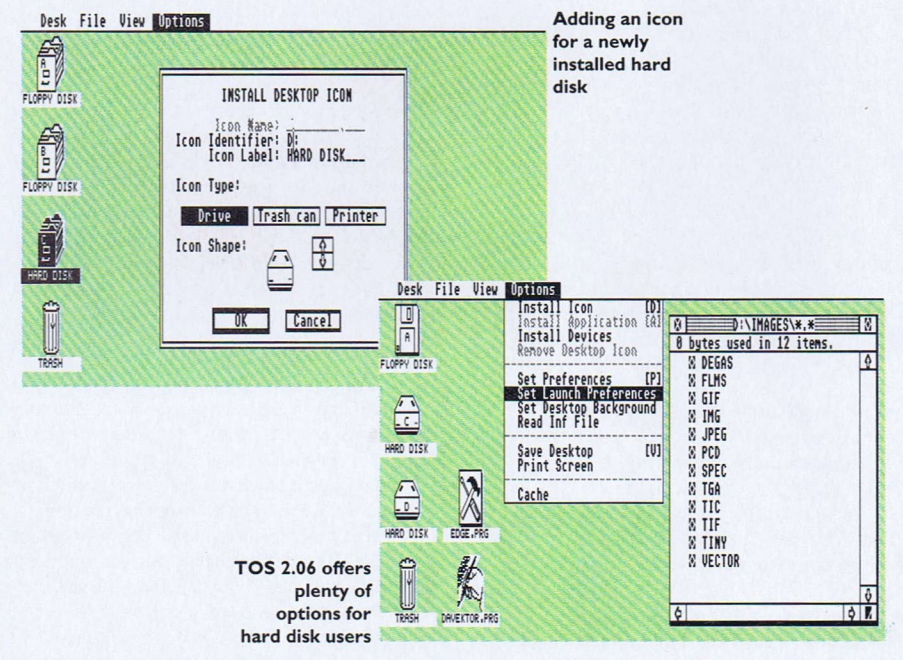 Desk File View Options
Adding an icon
for a newly
installed hard
disk
A
FLOPPY DISK
B
FLOPPY DISK
C
HARD DISK
TRASH
INSTALL DESKTOP ICON
Icon Name: ________.___
Icon Identifier: D:
Icon Label: HARD DISK___
Icon Type:
Drive Trash can Printer
Icon Shape:
OK Cancel
Desk File View Options
Install Icon [D]
Install Application [A]
Install Devices
Remove Desktop Icon
Set Preferences [P]
Set Launch Preferences
Set Desktop Background
Read Inf File
Save Desktop [V]
Print Screen
Cache
D
A
FLOPPY DISK
C
HARD DISK
D
HARD DISK
EDGE.PRG
TRASH
DAVEKTOR.PRG
D:\IMAGES\*.*
0 bytes used in 12 items.
DEGAS
FLMS
GIF
IMG
JPEG
PCD
SPEC
TGA
TIC
TIF
TINY
VECTOR
TOS 2.06 offers
plenty of
options for
hard disk users